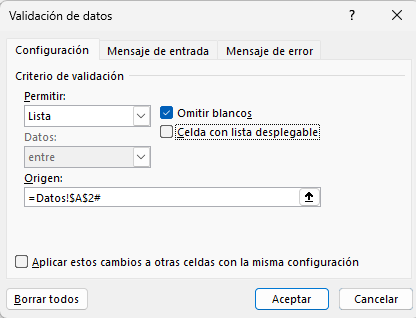 Validación de datos
?
Configuración
Mensaje de entrada
Mensaje de error
Criterio de validación
Permitir:
Lista
Omitir blancos
Celda con lista desplegable
Datos:
entre
Origen:
=Datos!$A$2#
Aplicar estos cambios a otras celdas con la misma configuración
Borrar todos
Aceptar
Cancelar